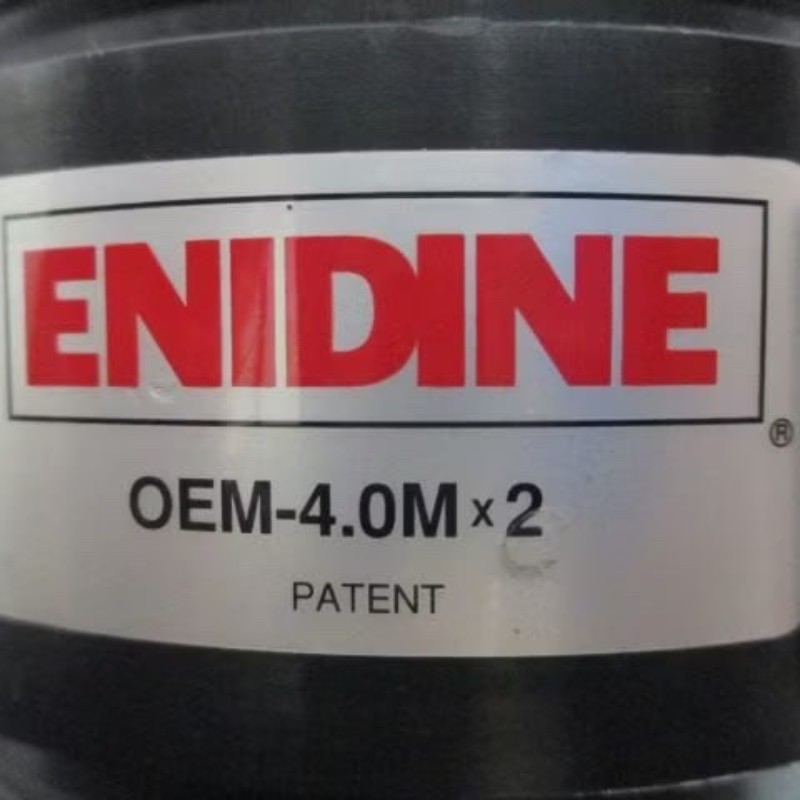 ENIDINE
®
OEM-4.0M x 2
PATENT